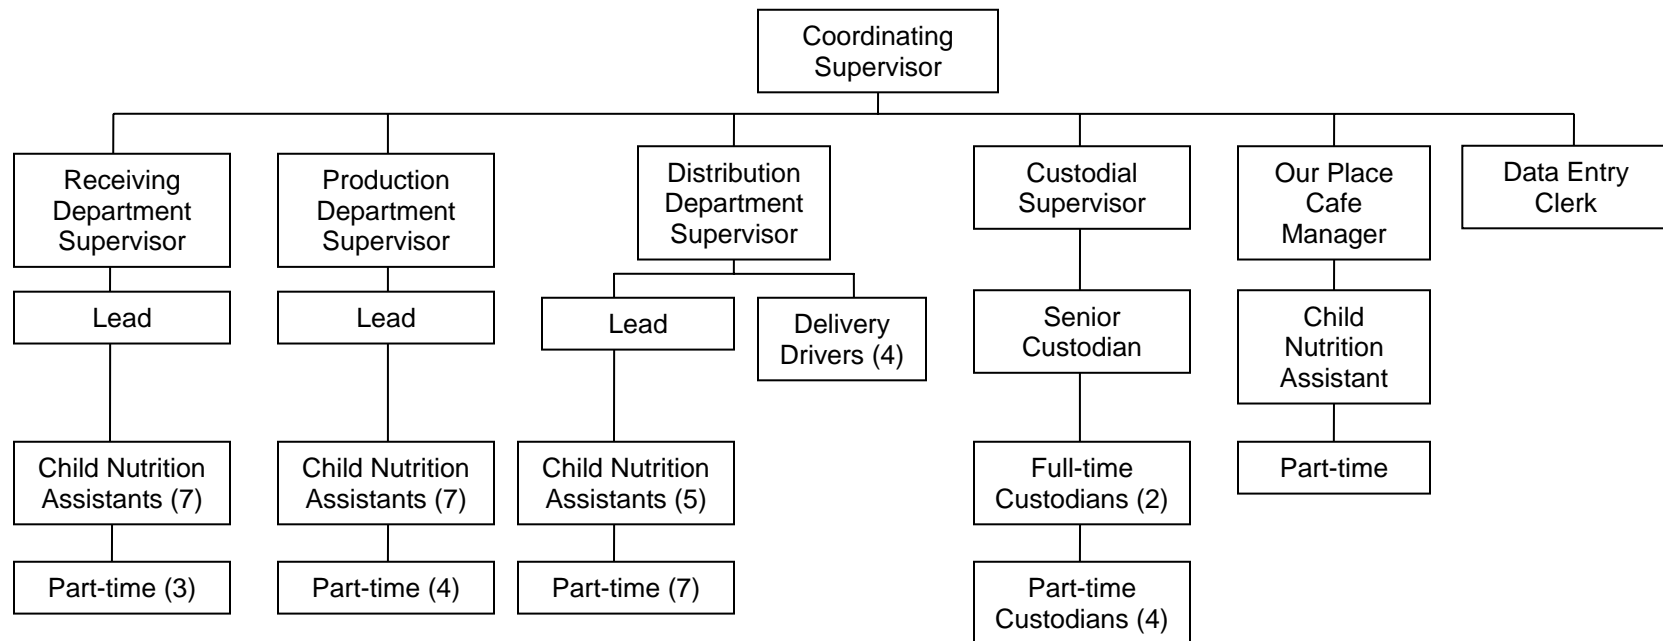 Coordinating
Supervisor
Receiving
Department
Supervisor
Production
Department
Supervisor
Distribution
Department
Supervisor
Custodial
Supervisor
Our Place
Cafe
Manager
Data Entry
Clerk
Lead
Lead
Lead
Delivery
Drivers (4)
Senior
Custodian
Child
Nutrition
Assistant
Child Nutrition
Assistants (7)
Child Nutrition
Assistants (7)
Child Nutrition
Assistants (5)
Full-time
Custodians (2)
Part-time
Part-time (3)
Part-time (4)
Part-time (7)
Part-time
Custodians (4)